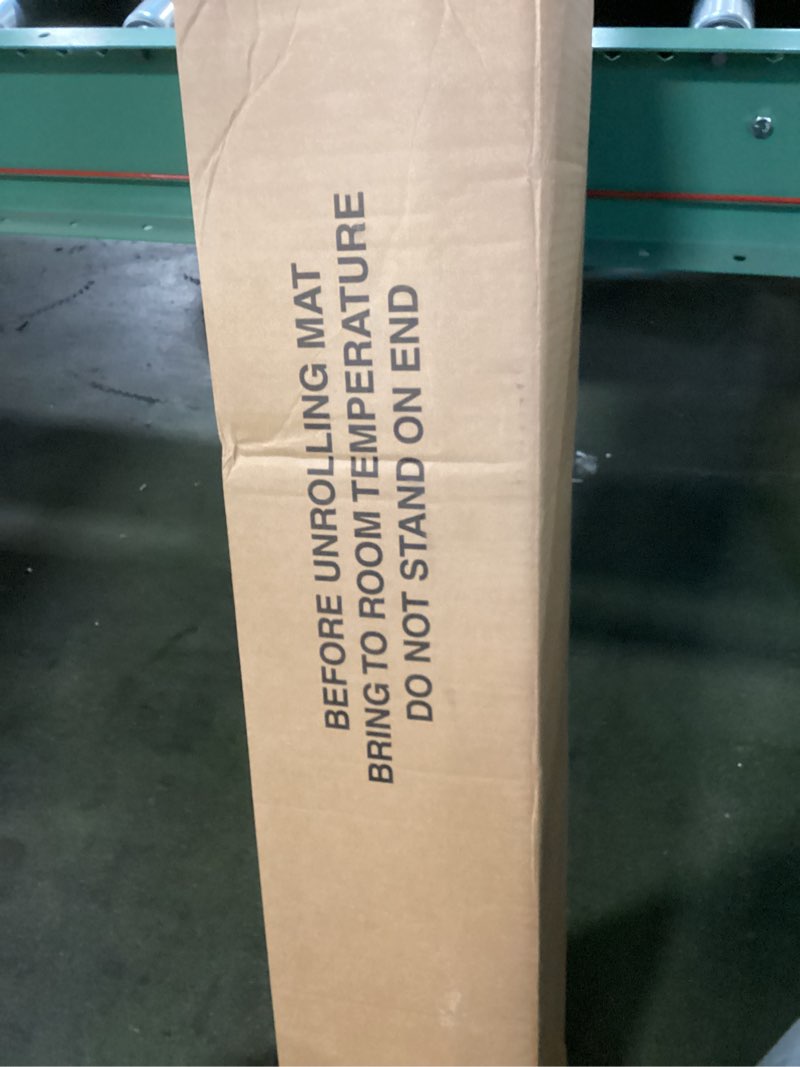 BEFORE UNROLLING MAT
BRING TO ROOM TEMPERATURE
DO NOT STAND ON END